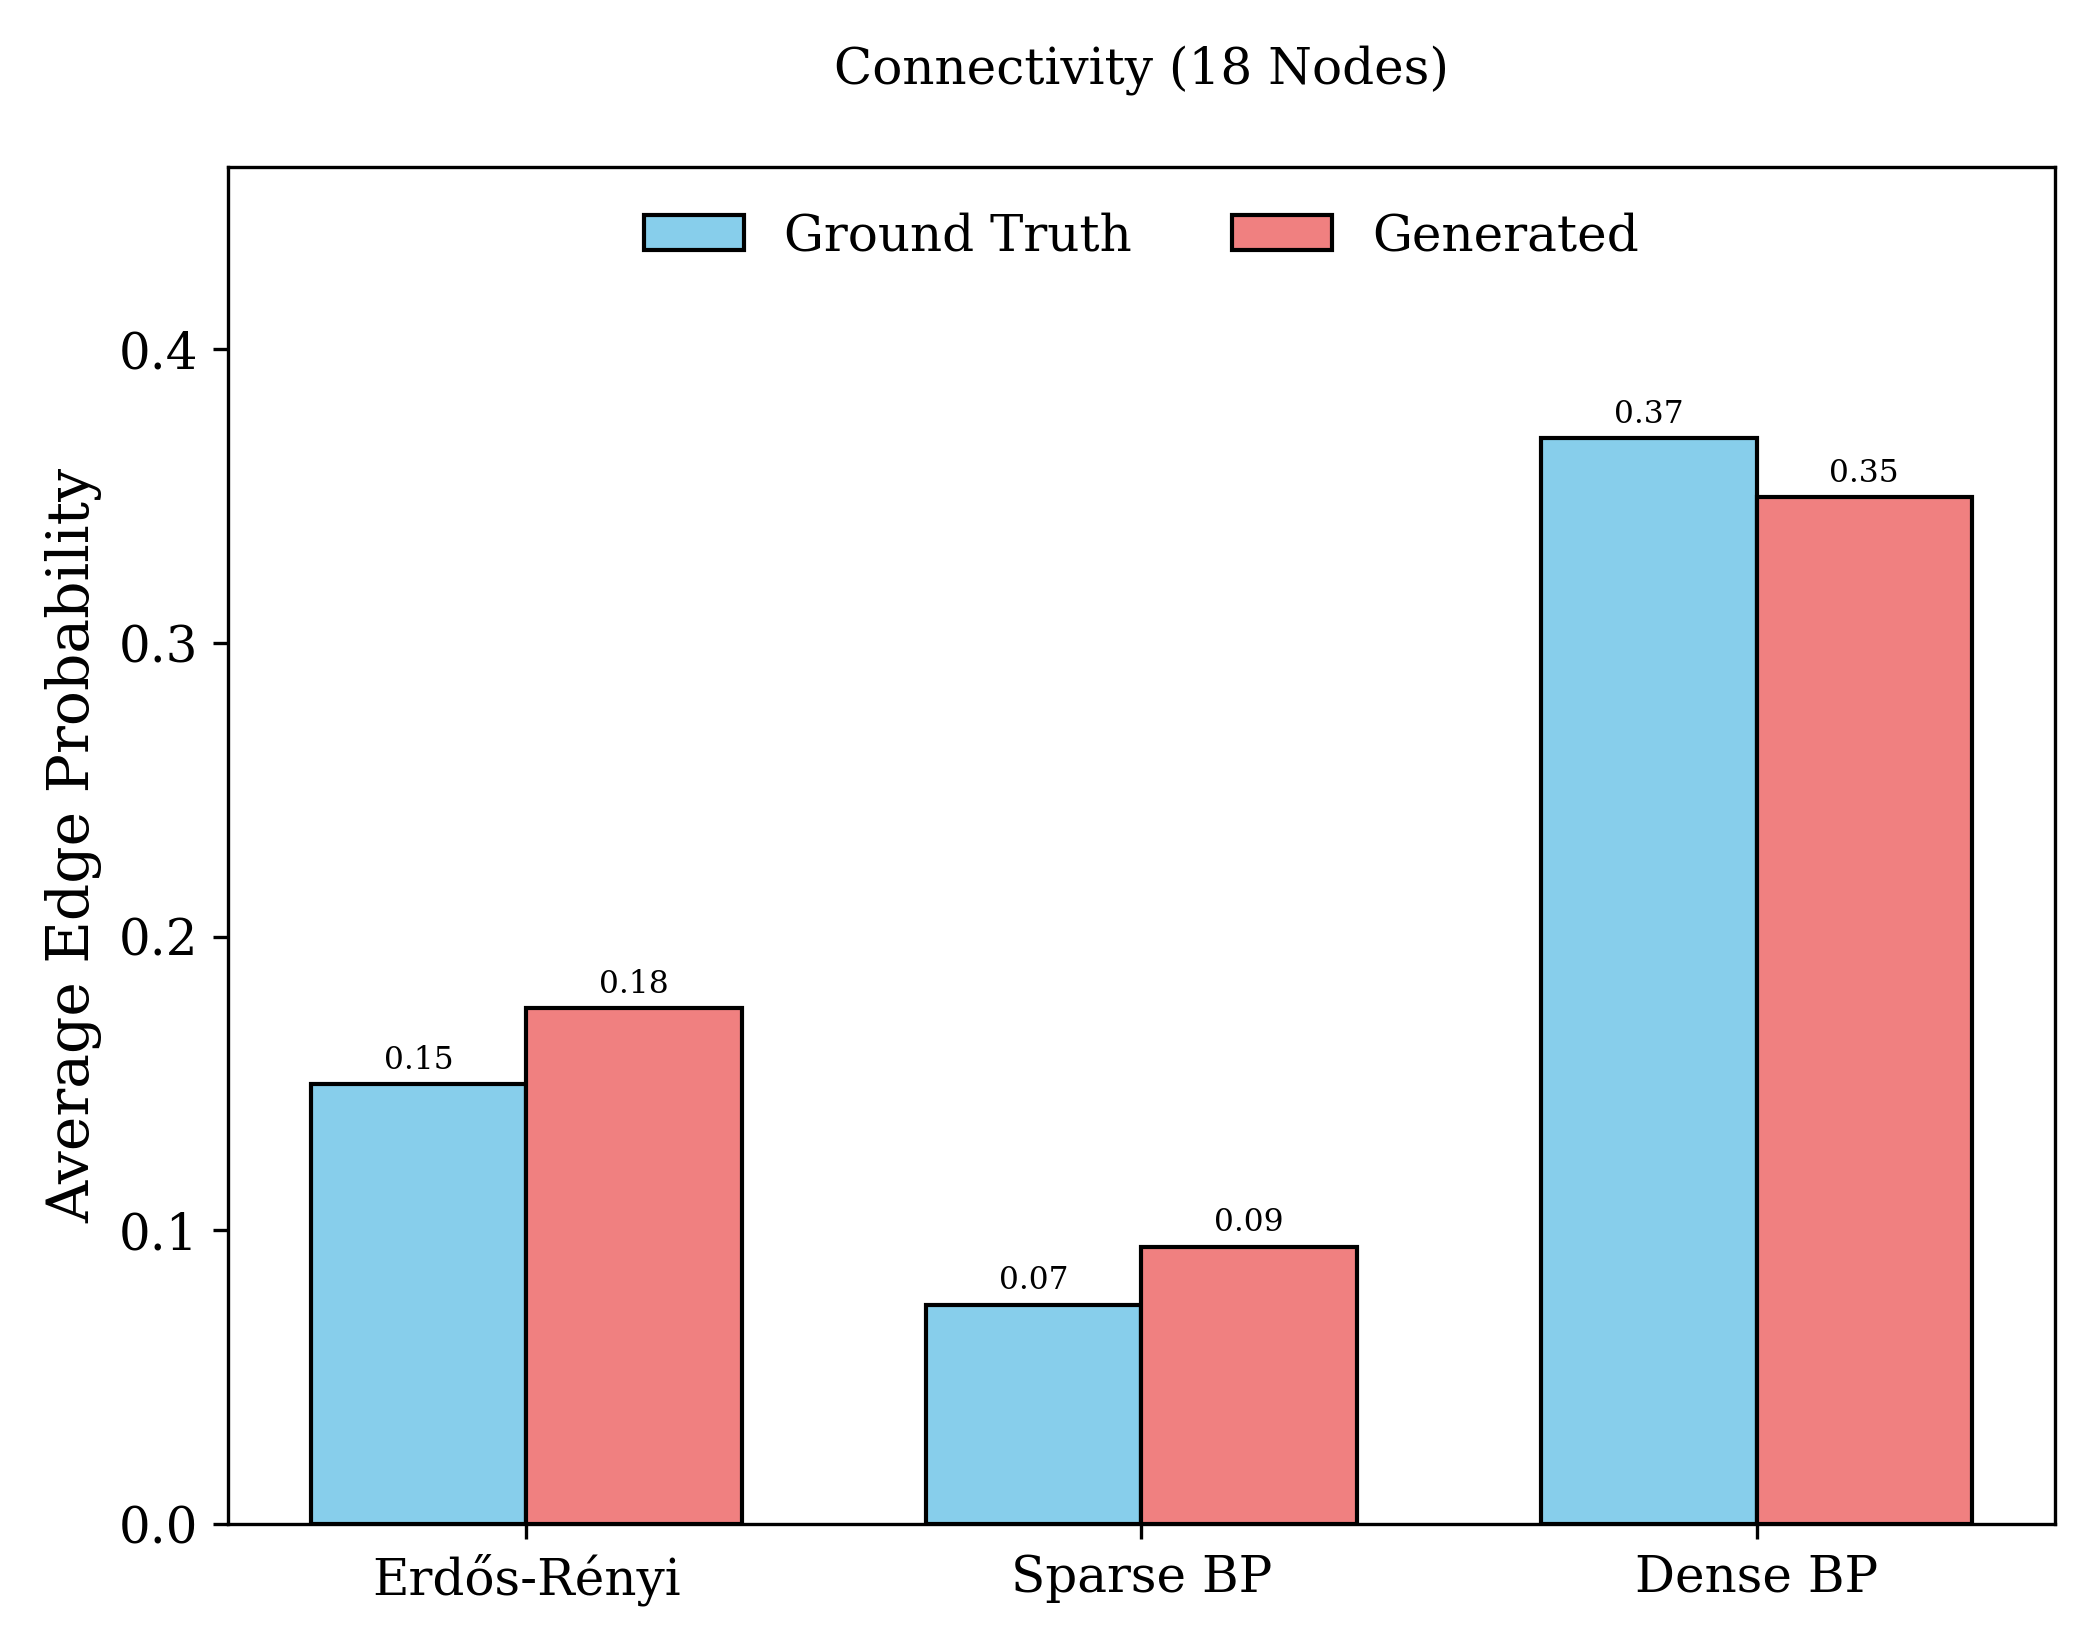 Connectivity (18 Nodes)
Ground Truth
Generated
Average Edge Probability
0.4
0.3
0.2
0.1
0.0
0.15
0.18
0.07
0.09
0.37
0.35
Erdős-Rényi
Sparse BP
Dense BP